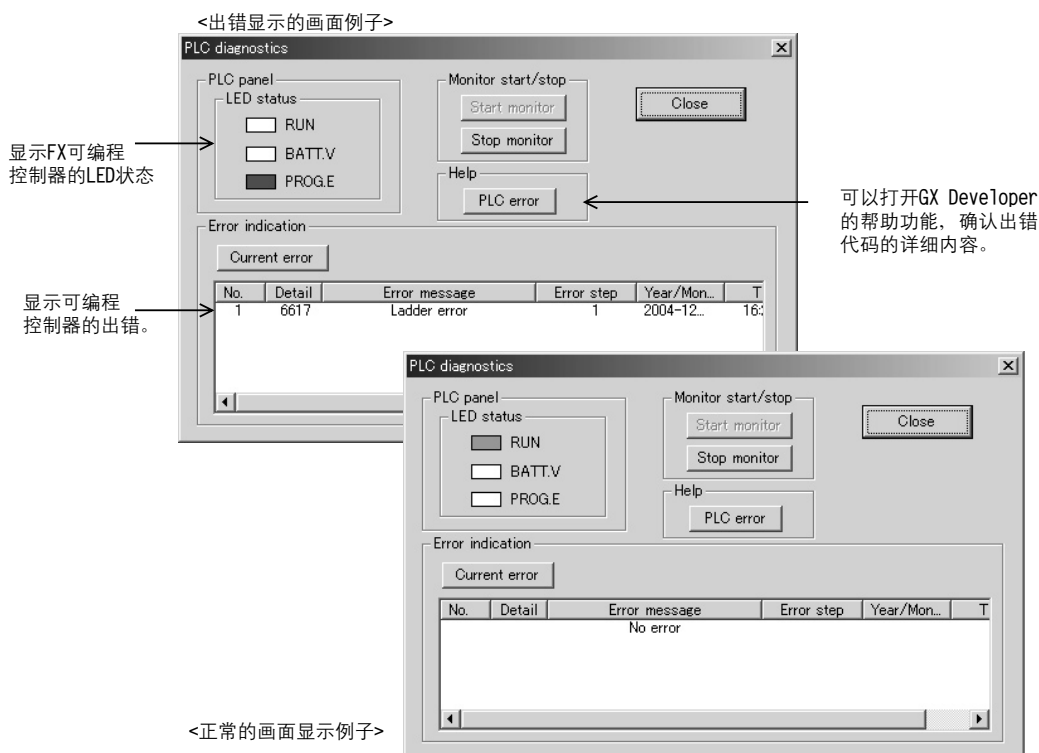 <出错显示的画面例子>
PLC diagnostics
PLC panel
LED status
RUN
BATT.V
PROG.E
Monitor start/stop
Start monitor
Stop monitor
Close
Help
PLC error
显示FX可编程
控制器的LED状态
可以打开GX Developer
的帮助功能，确认出错
代码的详细内容。
Error indication
Current error
No. Detail Error message Error step Year/Mon... T
1 6617 Ladder error 1 2004-12... 16:
显示可编程
控制器的出错。
PLC diagnostics
PLC panel
LED status
RUN
BATT.V
PROG.E
Monitor start/stop
Start monitor
Stop monitor
Close
Help
PLC error
Error indication
Current error
No. Detail Error message Error step Year/Mon... T
No error
<正常的画面显示例子>